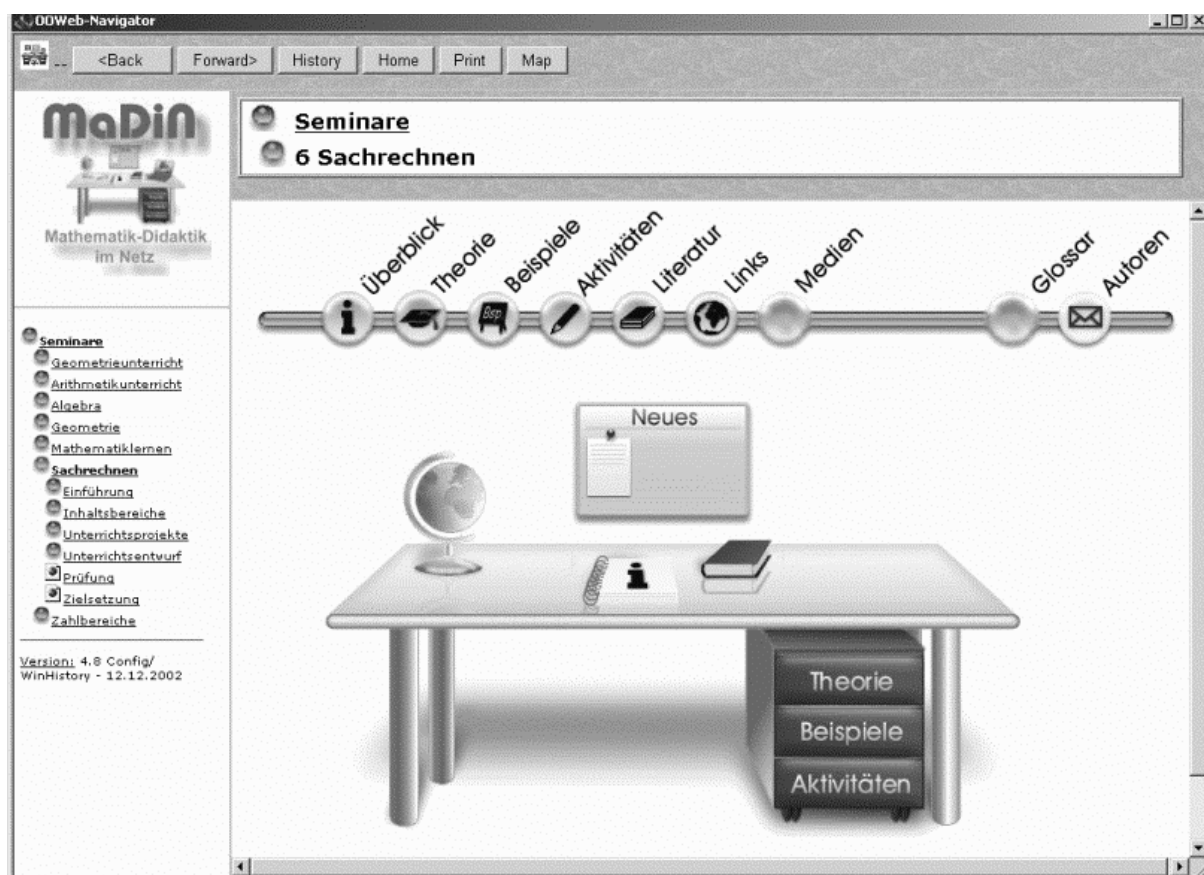 OOWeb-Navigator
<Back Forward> History Home Print Map
MaDiN
Mathematik-Didaktik
im Netz
Seminare
6 Sachrechnen
Überblick
Theorie
Beispiele
Aktivitäten
Literatur
Links
Medien
Glossar
Autoren
Bsp.
Seminare
Geometrieunterricht
Arithmetikunterricht
Algebra
Geometrie
Mathematiklernen
Sachrechnen
Einführung
Inhaltsbereiche
Unterrichtsprojekte
Unterrichtsentwurf
Prüfung
Zielsetzung
Zahlbereiche
Version: 4.8 Config/
WinHistory - 12.12.2002
Neues
i
Theorie
Beispiele
Aktivitäten